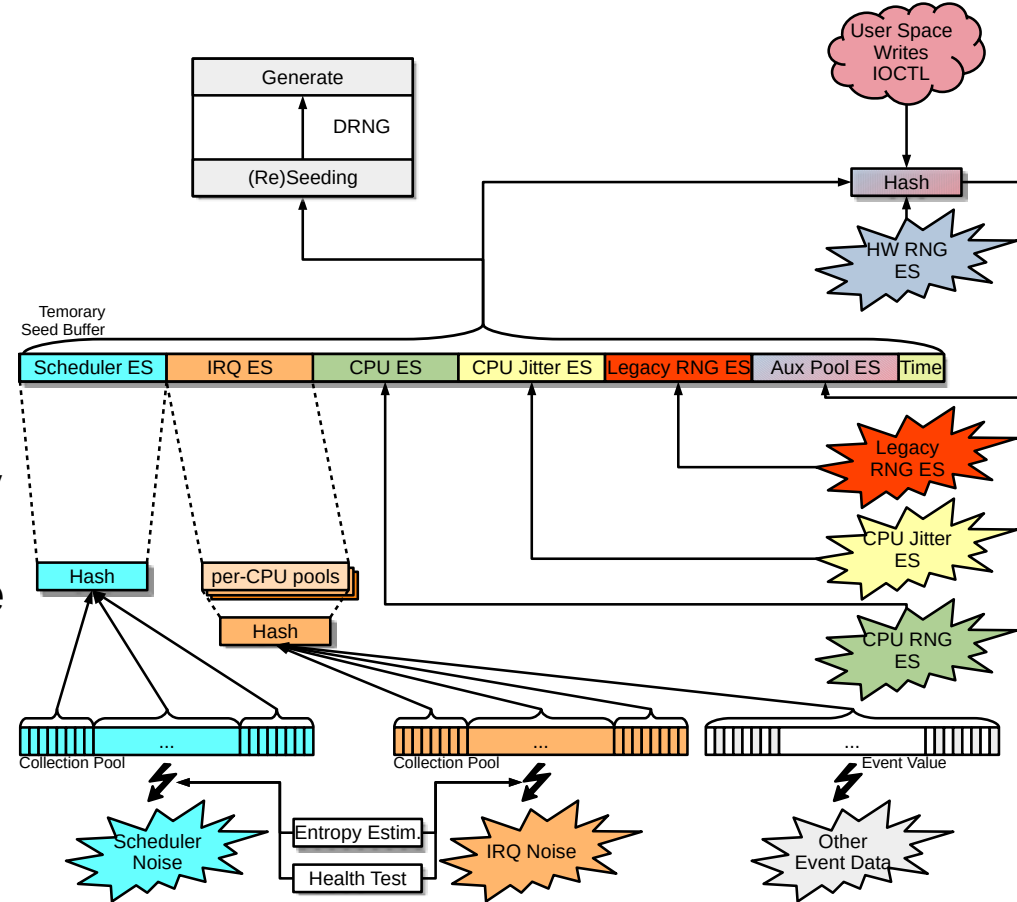 User Space
Writes
IOCTL
Generate
DRNG
(Re)Seeding
Hash
HW RNG
ES
Temorary
Seed Buffer
Scheduler ES
IRQ ES
CPU ES
CPU Jitter ES
Legacy RNG ES
Aux Pool ES
Time
Legacy
RNG ES
CPU Jitter
ES
Hash
per-CPU pools
Hash
CPU RNG
ES
...
...
...
Collection Pool
Collection Pool
Event Value
Scheduler
Noise
Entropy Estim.
Health Test
IRQ Noise
Other
Event Data